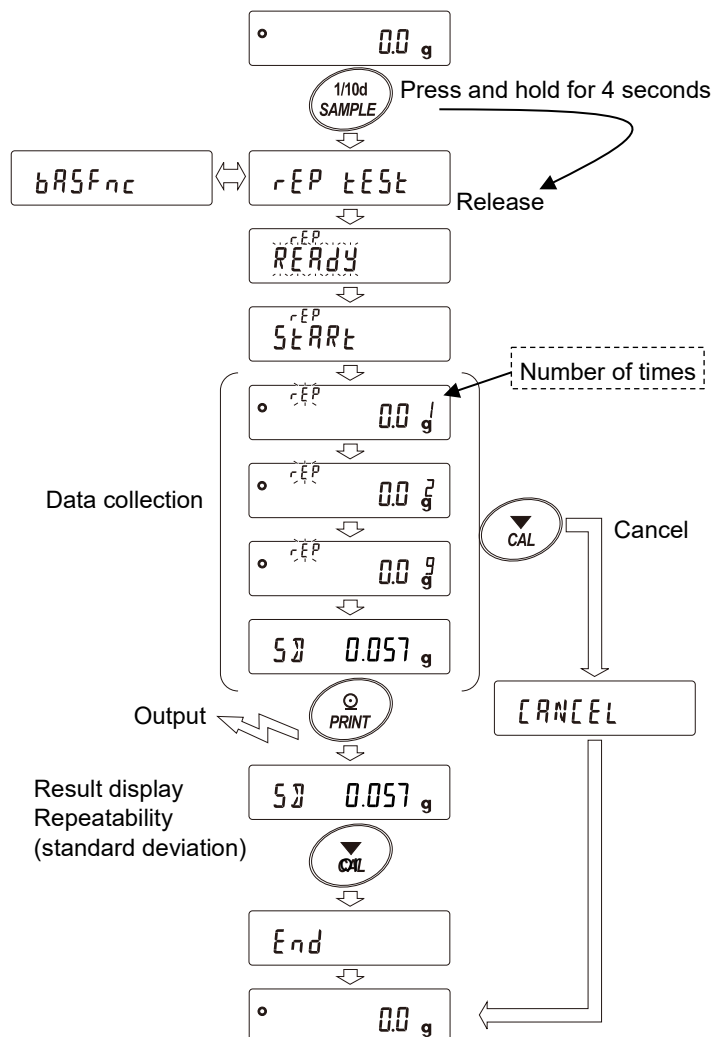 0.0 g
1/10d
SAMPLE
Press and hold for 4 seconds
bASFnc
rEP tESt
Release
rEP
REAdy
rEP
StARt
rEP
0.0 g 1
Number of times
rEP
0.0 g 2
Data collection
CAL
Cancel
rEP
0.0 g 9
SD 0.057 g
Output
PRINT
CANCEL
SD 0.057 g
Result display
Repeatability
(standard deviation)
CAL
End
0.0 g